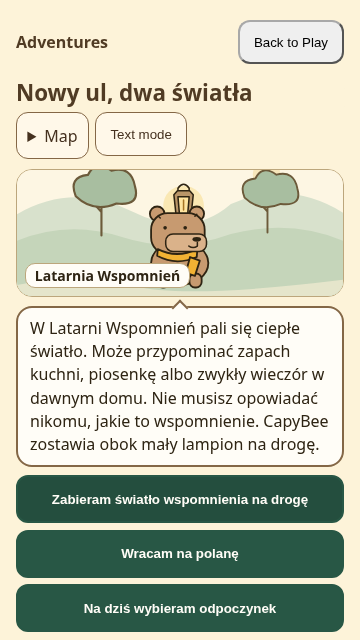 Adventures
Back to Play
Nowy ul, dwa światła
Map
Text mode
Latarnia Wspomnień
W Latarni Wspomnień pali się ciepłe
światło. Może przypominać zapach
kuchni, piosenkę albo zwykły wieczór w
dawnym domu. Nie musisz opowiadać
nikomu, jakie to wspomnienie. CapyBee
zostawia obok mały lampion na drogę.
Zabieram światło wspomnienia na drogę
Wracam na polanę
Na dziś wybieram odpoczynek